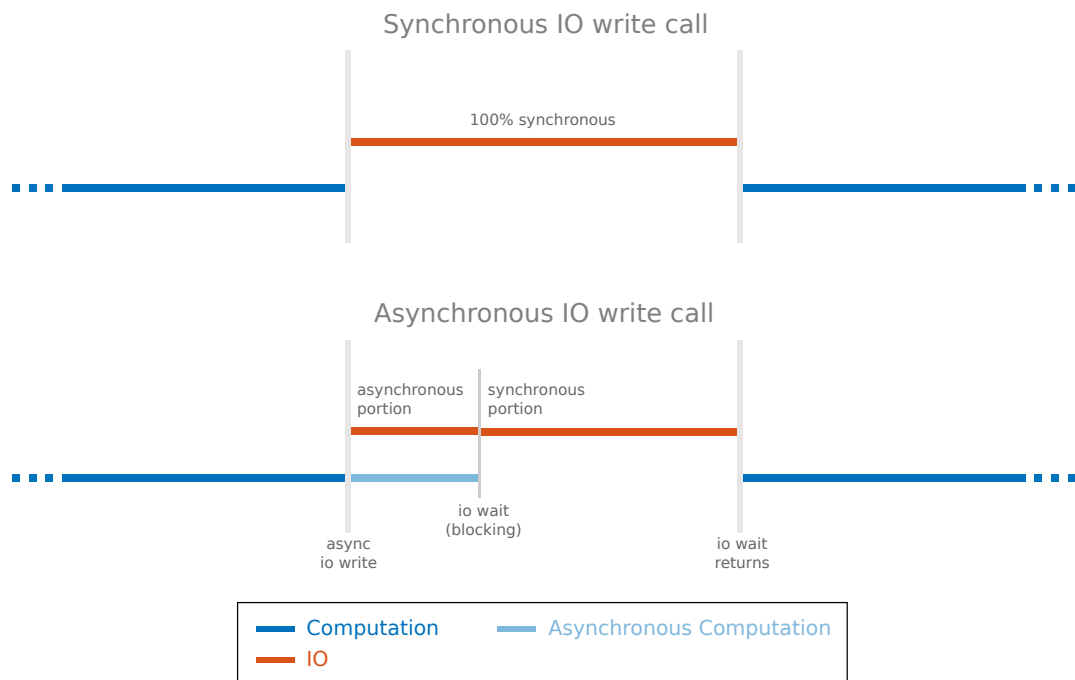 Synchronous IO write call
100% synchronous
Asynchronous IO write call
asynchronous
portion
synchronous
portion
io wait
(blocking)
async
io write
io wait
returns
Computation
Asynchronous Computation
IO